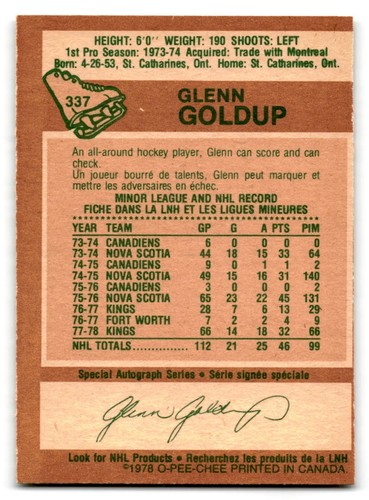 HEIGHT: 6'0" WEIGHT: 190 SHOOTS: LEFT
1st Pro Season: 1973-74 Acquired: Trade with Montreal
Born: 4-26-53, St. Catharines, Ont. Home: St. Catharines, Ont.
337
GLENN
GOLDUP
An all-around hockey player, Glenn can score and can
check.
Un joueur bourré de talents, Glenn peut marquer et
mettre les adversaires en échec.
MINOR LEAGUE AND NHL RECORD
FICHE DANS LA LNH ET LES LIGUES MINEURES
YEAR TEAM GP G A PTS PIM
73-74 CANADIENS 6 0 0 0 0
73-74 NOVA SCOTIA 44 18 15 33 64
74-75 CANADIENS 9 0 1 1 2
74-75 NOVA SCOTIA 49 15 16 31 140
75-76 CANADIENS 3 0 0 0 2
75-76 NOVA SCOTIA 65 23 22 45 131
76-77 KINGS 28 7 6 13 29
76-77 FORT WORTH 7 2 2 4 9
77-78 KINGS 66 14 18 32 66
NHL TOTALS 112 21 25 46 99
Special Autograph Series • Série signée spéciale
Glenn Goldup
Look for NHL Products • Recherchez les produits de la LNH
©1978 O-PEE-CHEE PRINTED IN CANADA.